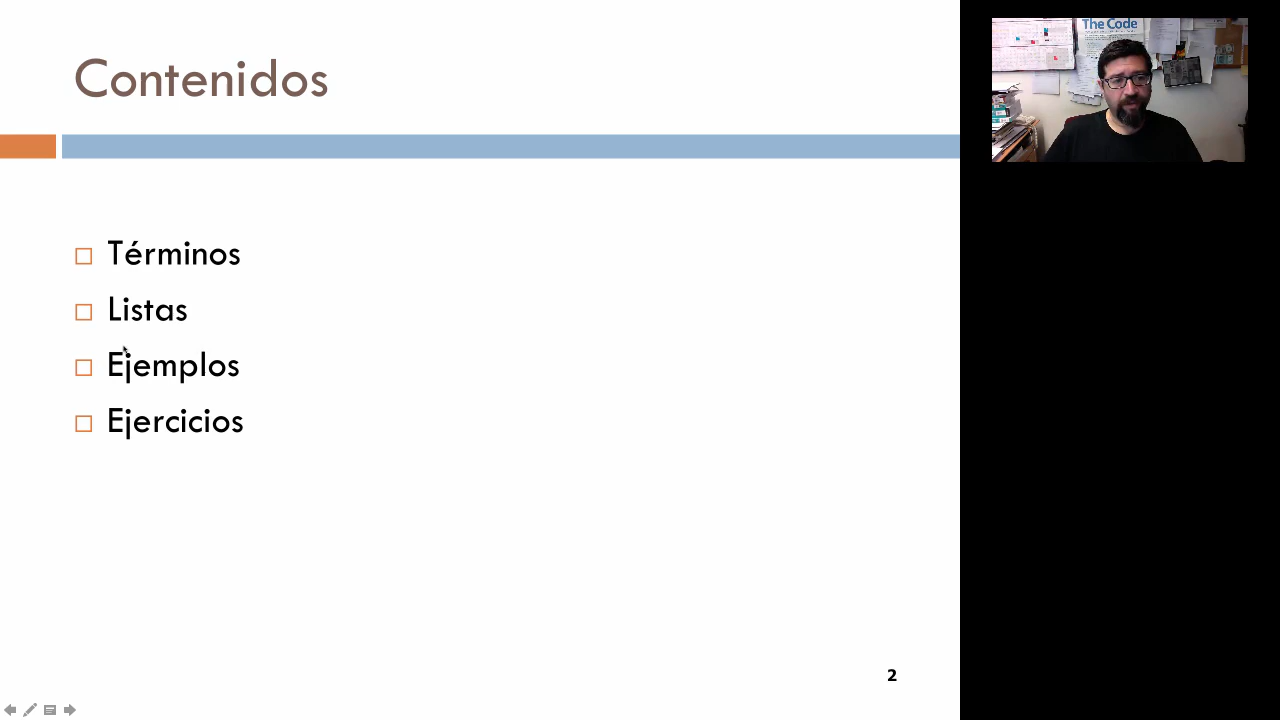 Contenidos
The Code
Términos
Listas
Ejemplos
Ejercicios
2